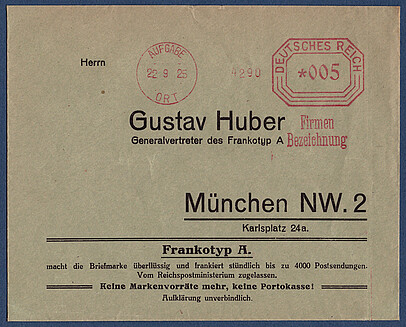 AUFGABE
22 9 25
ORT
4290
DEUTSCHES REICH
*005
Herrn
Gustav Huber
Generalvertreter des Frankotyp A
Firmen
Bezeichnung
München NW. 2
Karlsplatz 24a.
Frankotyp A.
macht die Briefmarke überflüssig und frankiert stündlich bis zu 4000 Postsendungen.
Vom Reichspostministerium zugelassen.
Keine Markenvorräte mehr, keine Portokasse!
Aufklärung unverbindlich.